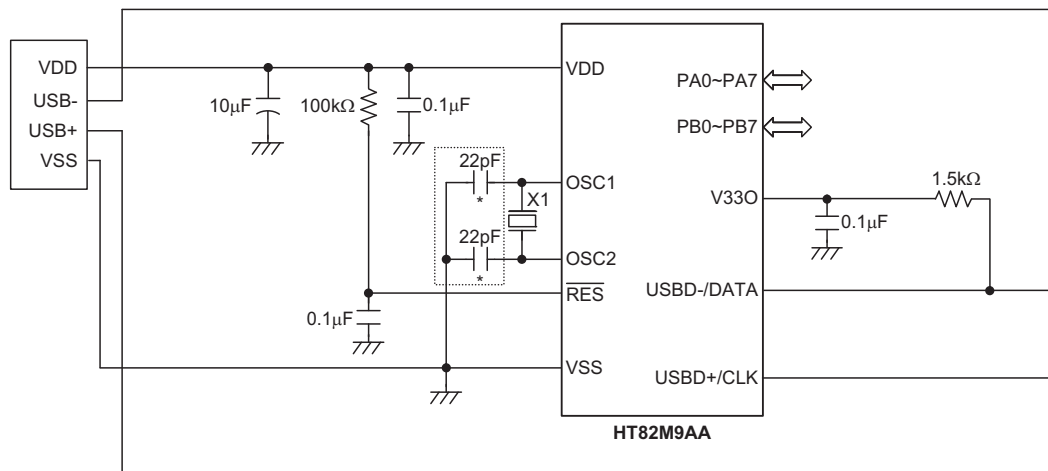 VDD
USB-
USB+
VSS
10μF
100kΩ
0.1μF
22pF
*
X1
22pF
*
0.1μF
VDD
OSC1
OSC2
RES
VSS
PA0~PA7
PB0~PB7
V33O
USBD-/DATA
USBD+/CLK
1.5kΩ
0.1μF
HT82M9AA